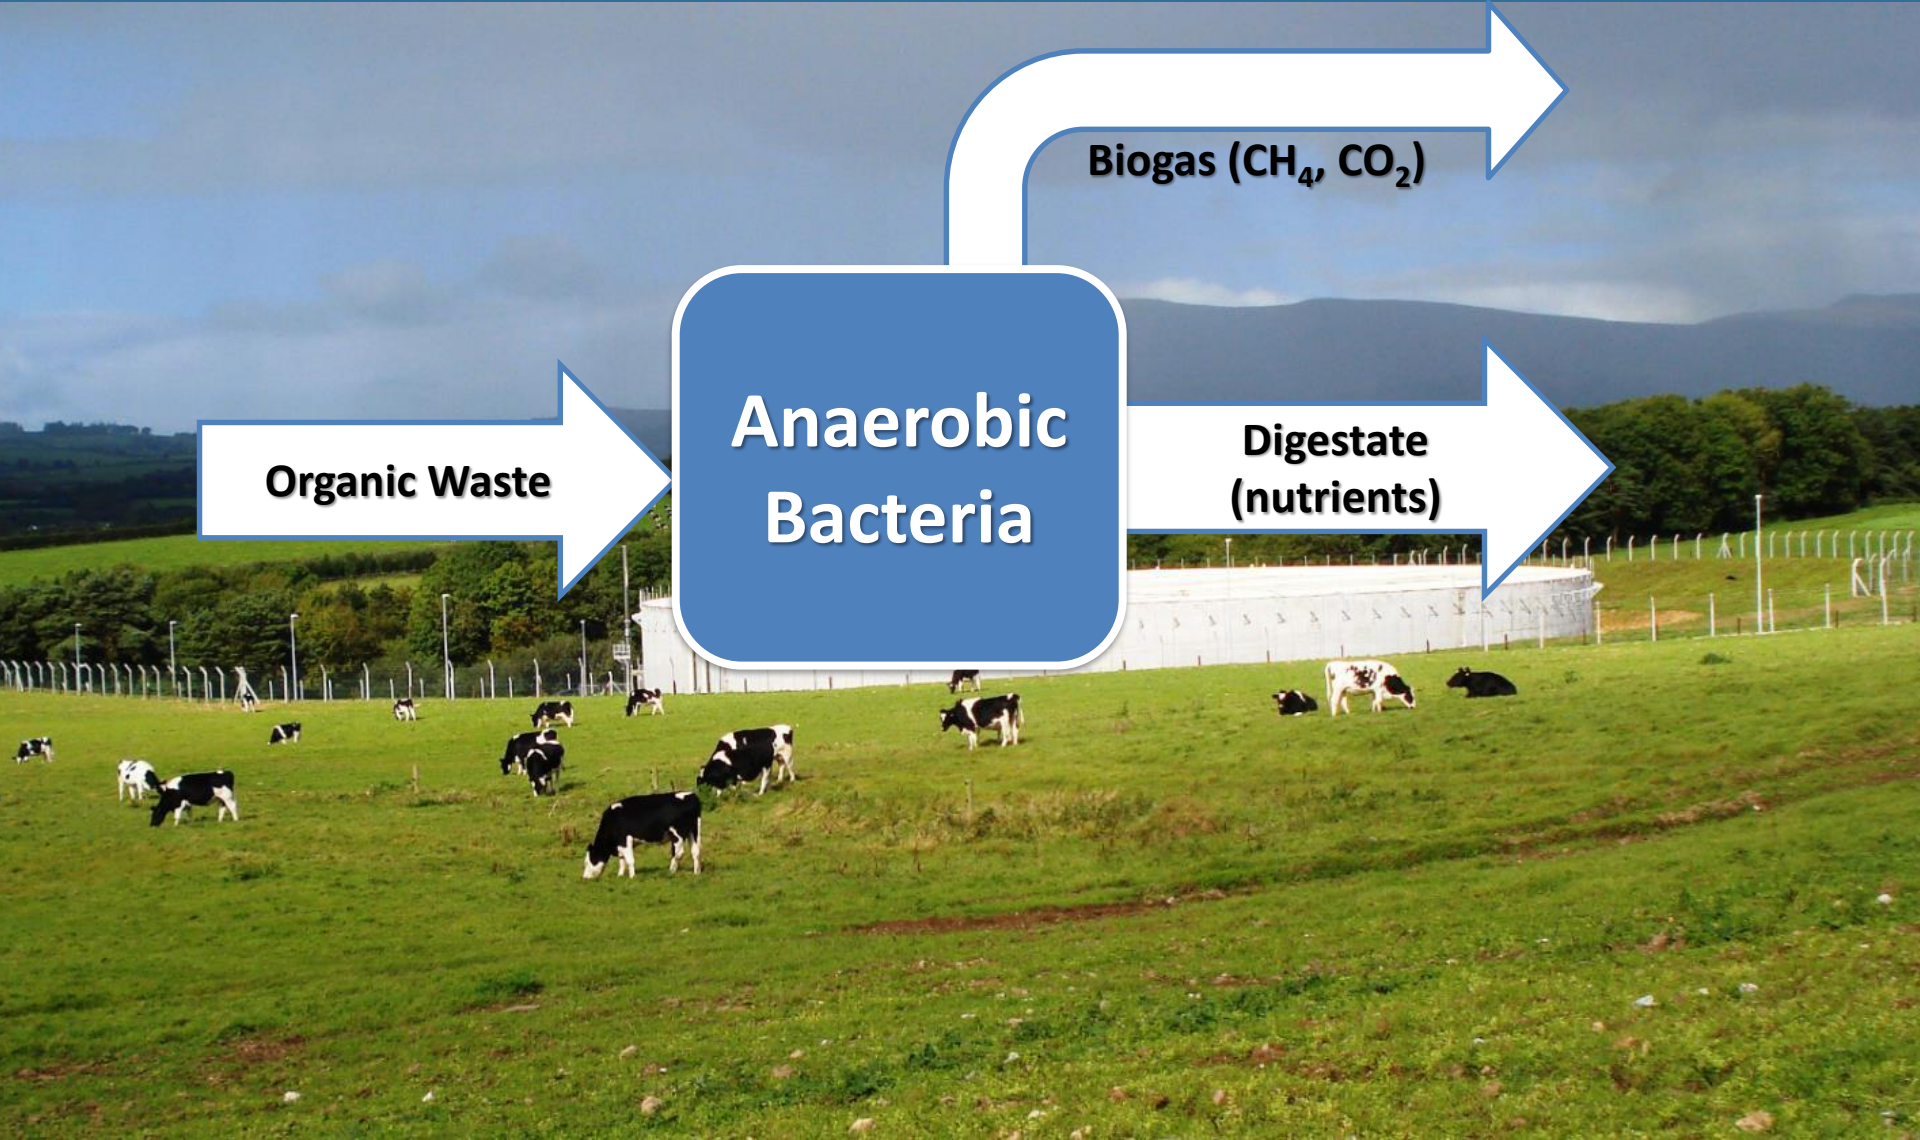 Biogas (CH₄, CO₂)
Organic Waste
Anaerobic
Bacteria
Digestate
(nutrients)